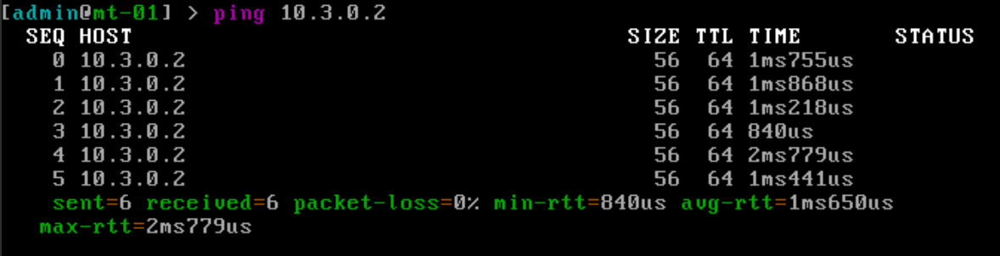 [admin@mt-01] > ping 10.3.0.2
SEQ HOST SIZE TTL TIME STATUS
0 10.3.0.2 56 64 1ms755us
1 10.3.0.2 56 64 1ms868us
2 10.3.0.2 56 64 1ms218us
3 10.3.0.2 56 64 840us
4 10.3.0.2 56 64 2ms779us
5 10.3.0.2 56 64 1ms441us
sent=6 received=6 packet-loss=0% min-rtt=840us avg-rtt=1ms650us
max-rtt=2ms779us